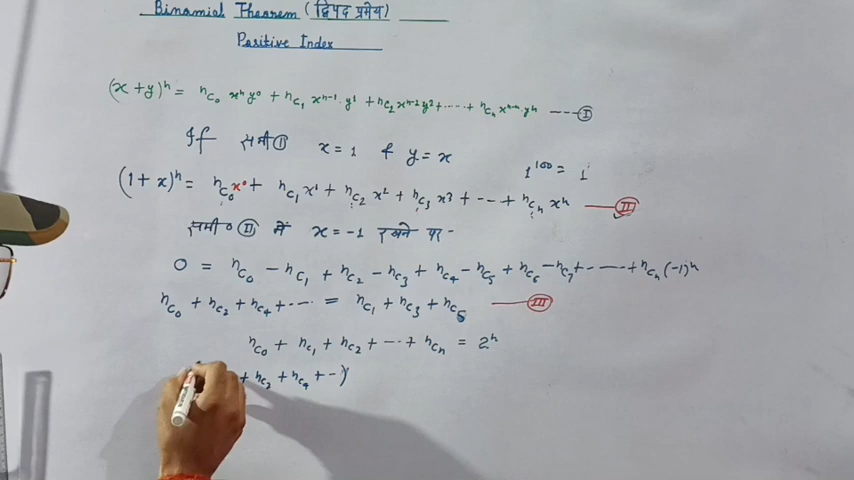 Binomial Theorem (द्विपद प्रमेय)
Positive Index
(x + y)ⁿ = ⁿC₀ xⁿ y⁰ + ⁿC₁ xⁿ⁻¹ · y¹ + ⁿC₂ xⁿ⁻² y² + ..... + ⁿCₙ xⁿ⁻ⁿ · yⁿ --- Ⓘ
If समी Ⓘ x = 1 & y = x
1¹⁰⁰ = 1
(1 + x)ⁿ = ⁿC₀ x⁰ + ⁿC₁ x¹ + ⁿC₂ x² + ⁿC₃ x³ + --- + ⁿCₙ xⁿ — Ⓘ Ⓘ
समी० Ⓘ Ⓘ में x = -1 रखने पर -
0 = ⁿC₀ - ⁿC₁ + ⁿC₂ - ⁿC₃ + ⁿC₄ - ⁿC₅ + ⁿC₆ - ⁿC₇ + ----- + ⁿCₙ (-1)ⁿ
ⁿC₀ + ⁿC₂ + ⁿC₄ + ---- = ⁿC₁ + ⁿC₃ + ⁿC₅ — III
ⁿC₀ + ⁿC₁ + ⁿC₂ + --- + ⁿCₙ = 2ⁿ
+ ⁿC₂ + ⁿC₄ + --)